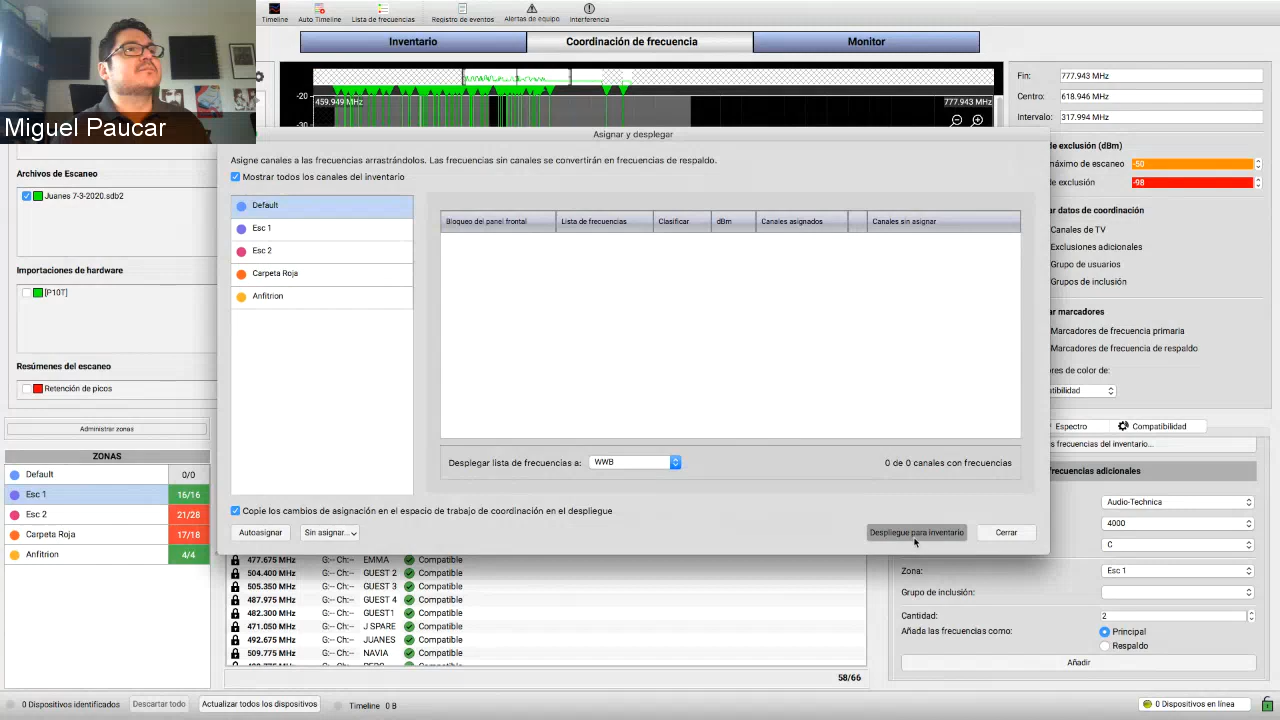 Timeline
Auto Timeline
Lista de frecuencias
Registro de eventos
Alertas de equipo
Interferencia
Inventario
Coordinación de frecuencia
Monitor
Miguel Paucar
-20
459.949 MHz
777.943 MHz
-30
Fin:
777.943 MHz
Centro:
618.946 MHz
Intervalo:
317.994 MHz
de exclusión (dBm)
máximo de escaneo
-50
de exclusión
-98
ar datos de coordinación
Canales de TV
Exclusiones adicionales
Grupo de usuarios
Grupos de inclusión
ar marcadores
Marcadores de frecuencia primaria
Marcadores de frecuencia de respaldo
ores de color de:
atibilidad
Espectro
Compatibilidad
s frecuencias del inventario...
recuencias adicionales
Audio-Technica
4000
C
Zona:
Esc 1
Grupo de inclusión:
Cantidad:
2
Añada las frecuencias como:
Principal
Respaldo
Añadir
Archivos de Escaneo
Juanes 7-3-2020.sdb2
Importaciones de hardware
[P10T]
Resúmenes del escaneo
Retención de picos
Administrar zonas
ZONAS
Default 0/0
Esc 1 16/16
Esc 2 21/28
Carpeta Roja 17/18
Anfitrion 4/4
Asignar y desplegar
Asigne canales a las frecuencias arrastrándolos. Las frecuencias sin canales se convertirán en frecuencias de respaldo.
Mostrar todos los canales del inventario
Default
Esc 1
Esc 2
Carpeta Roja
Anfitrion
Bloqueo del panel frontal
Lista de frecuencias
Clasificar
dBm
Canales asignados
Canales sin asignar
Desplegar lista de frecuencias a:
WWB
0 de 0 canales con frecuencias
Copie los cambios de asignación en el espacio de trabajo de coordinación en el despliegue
Autoasignar
Sin asignar...
Despliegue para inventario
Cerrar
477.675 MHz G:-- Ch:-- EMMA Compatible
504.400 MHz G:-- Ch:-- GUEST 2 Compatible
505.350 MHz G:-- Ch:-- GUEST 3 Compatible
487.975 MHz G:-- Ch:-- GUEST 4 Compatible
482.300 MHz G:-- Ch:-- GUEST1 Compatible
471.050 MHz G:-- Ch:-- J SPARE Compatible
492.675 MHz G:-- Ch:-- JUANES Compatible
509.775 MHz G:-- Ch:-- NAVIA Compatible
58/66
0 Dispositivos identificados
Descartar todo
Actualizar todos los dispositivos
Timeline 0 B
0 Dispositivos en línea